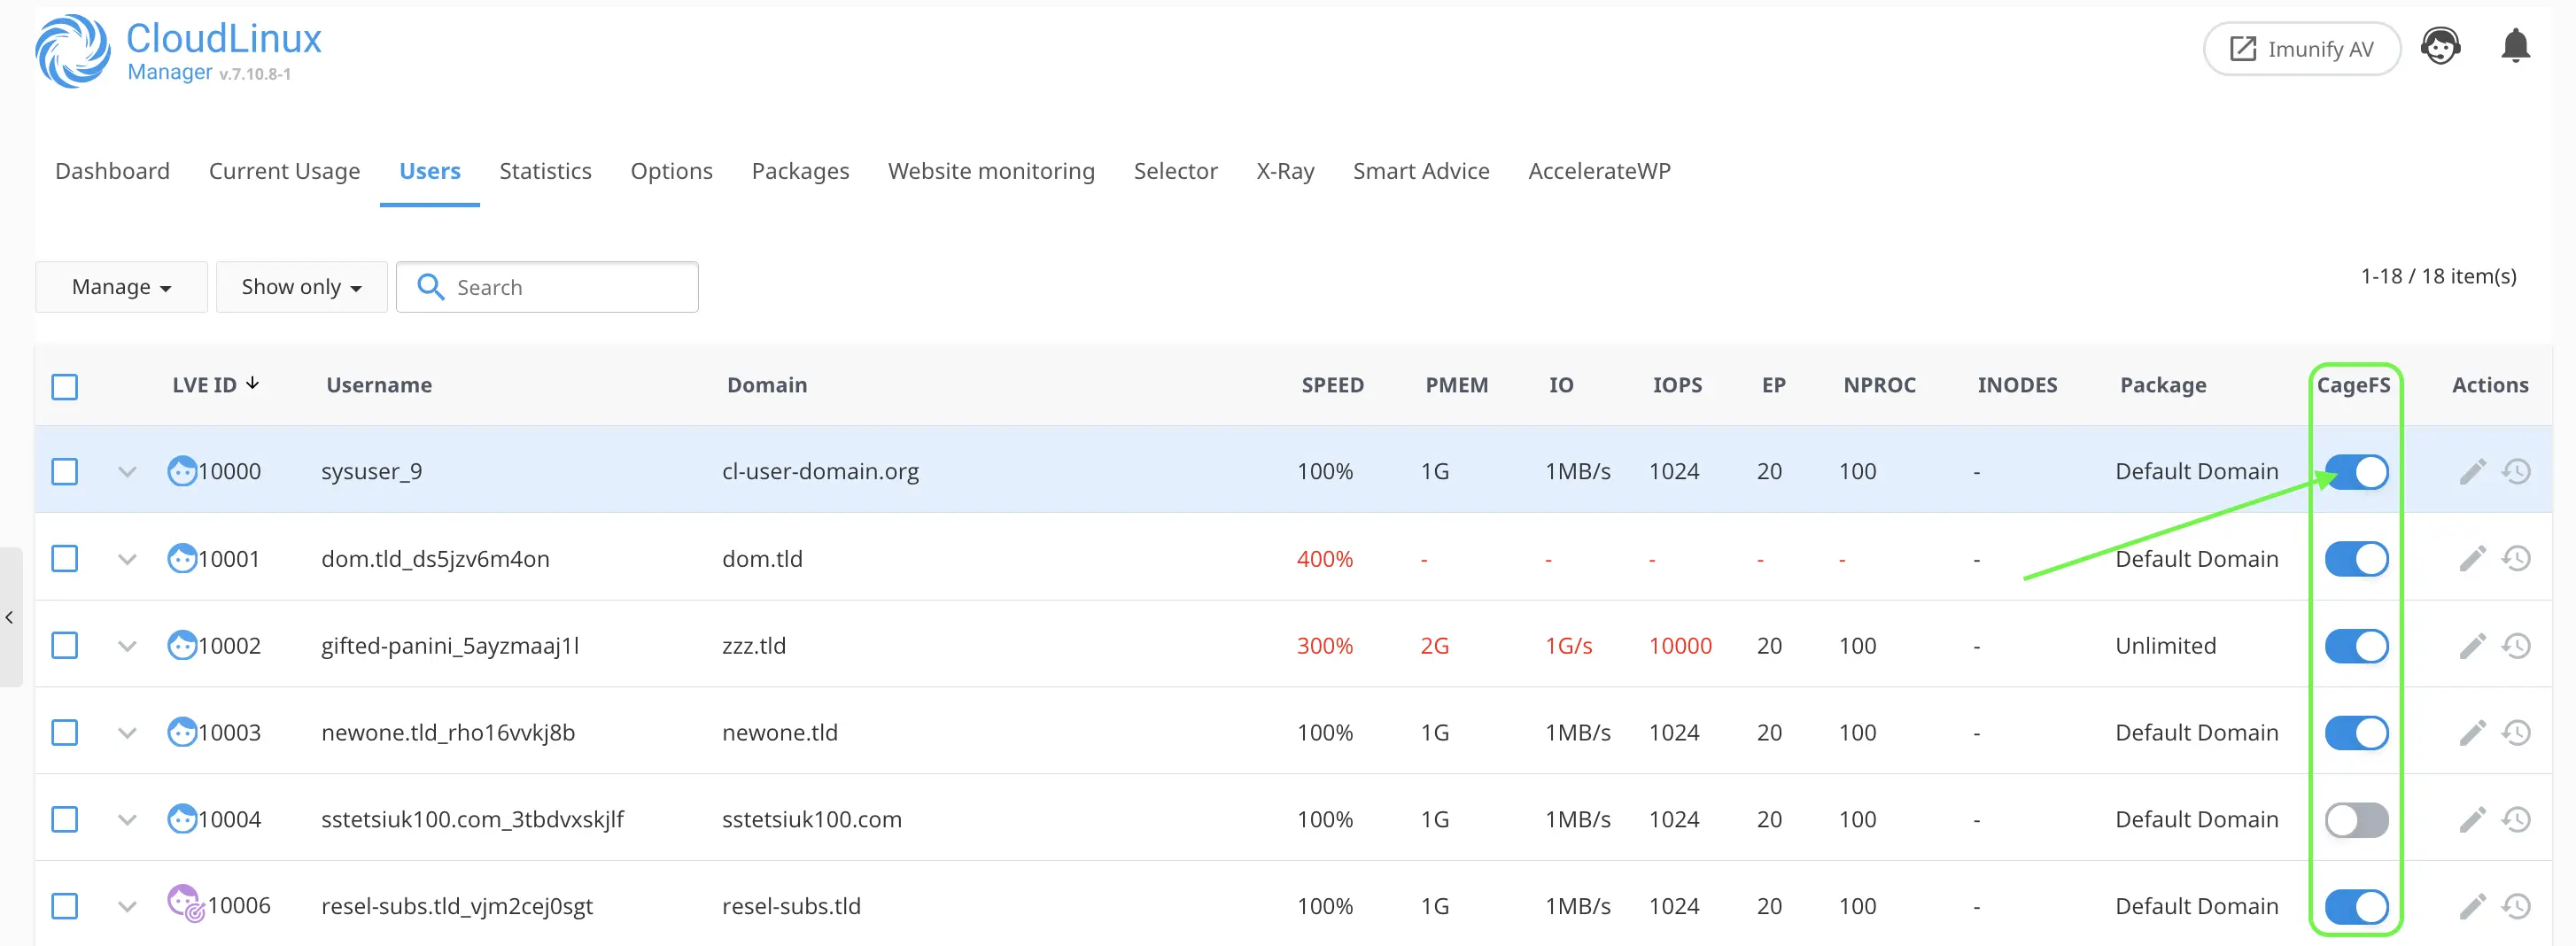 CloudLinux
Manager v.7.10.8-1
Imunify AV
Dashboard Current Usage Users Statistics Options Packages Website monitoring Selector X-Ray Smart Advice AccelerateWP
Manage Show only Search
1-18 / 18 item(s)
LVE ID Username Domain SPEED PMEM IO IOPS EP NPROC INODES Package CageFS Actions
10000 sysuser_9 cl-user-domain.org 100% 1G 1MB/s 1024 20 100 - Default Domain
10001 dom.tld_ds5jzv6m4on dom.tld 400% - - - - - - Default Domain
10002 gifted-panini_5ayzmaaj1l zzz.tld 300% 2G 1G/s 10000 20 100 - Unlimited
10003 newone.tld_rho16vvkj8b newone.tld 100% 1G 1MB/s 1024 20 100 - Default Domain
10004 sstetsiuk100.com_3tbdvxskjlf sstetsiuk100.com 100% 1G 1MB/s 1024 20 100 - Default Domain
10006 resel-subs.tld_vjm2cej0sgt resel-subs.tld 100% 1G 1MB/s 1024 20 100 - Default Domain